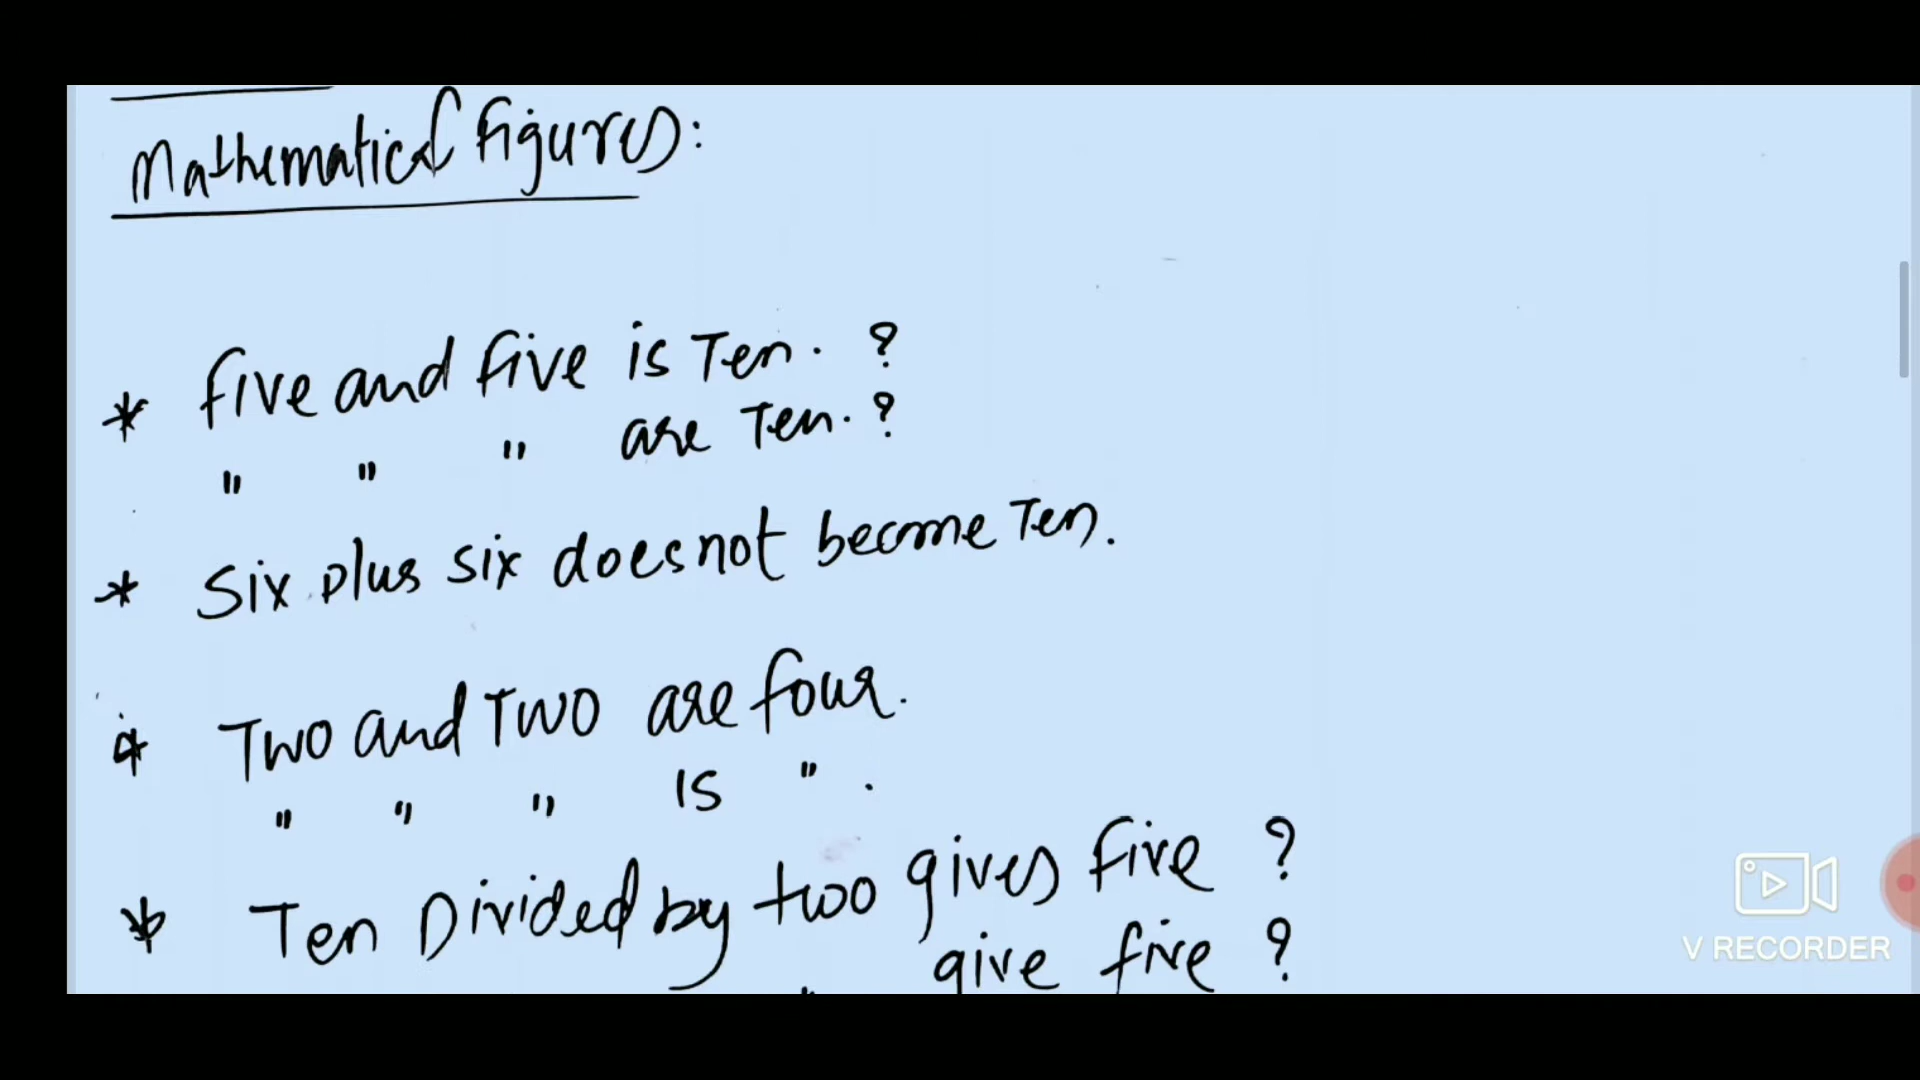 Mathematical figures:
* five and five is Ten. ?
" " " are Ten. ?
* Six plus six does not become Ten.
* Two and Two are four.
" " " is " .
* Ten Divided by two gives five ?
give five ?
V RECORDER